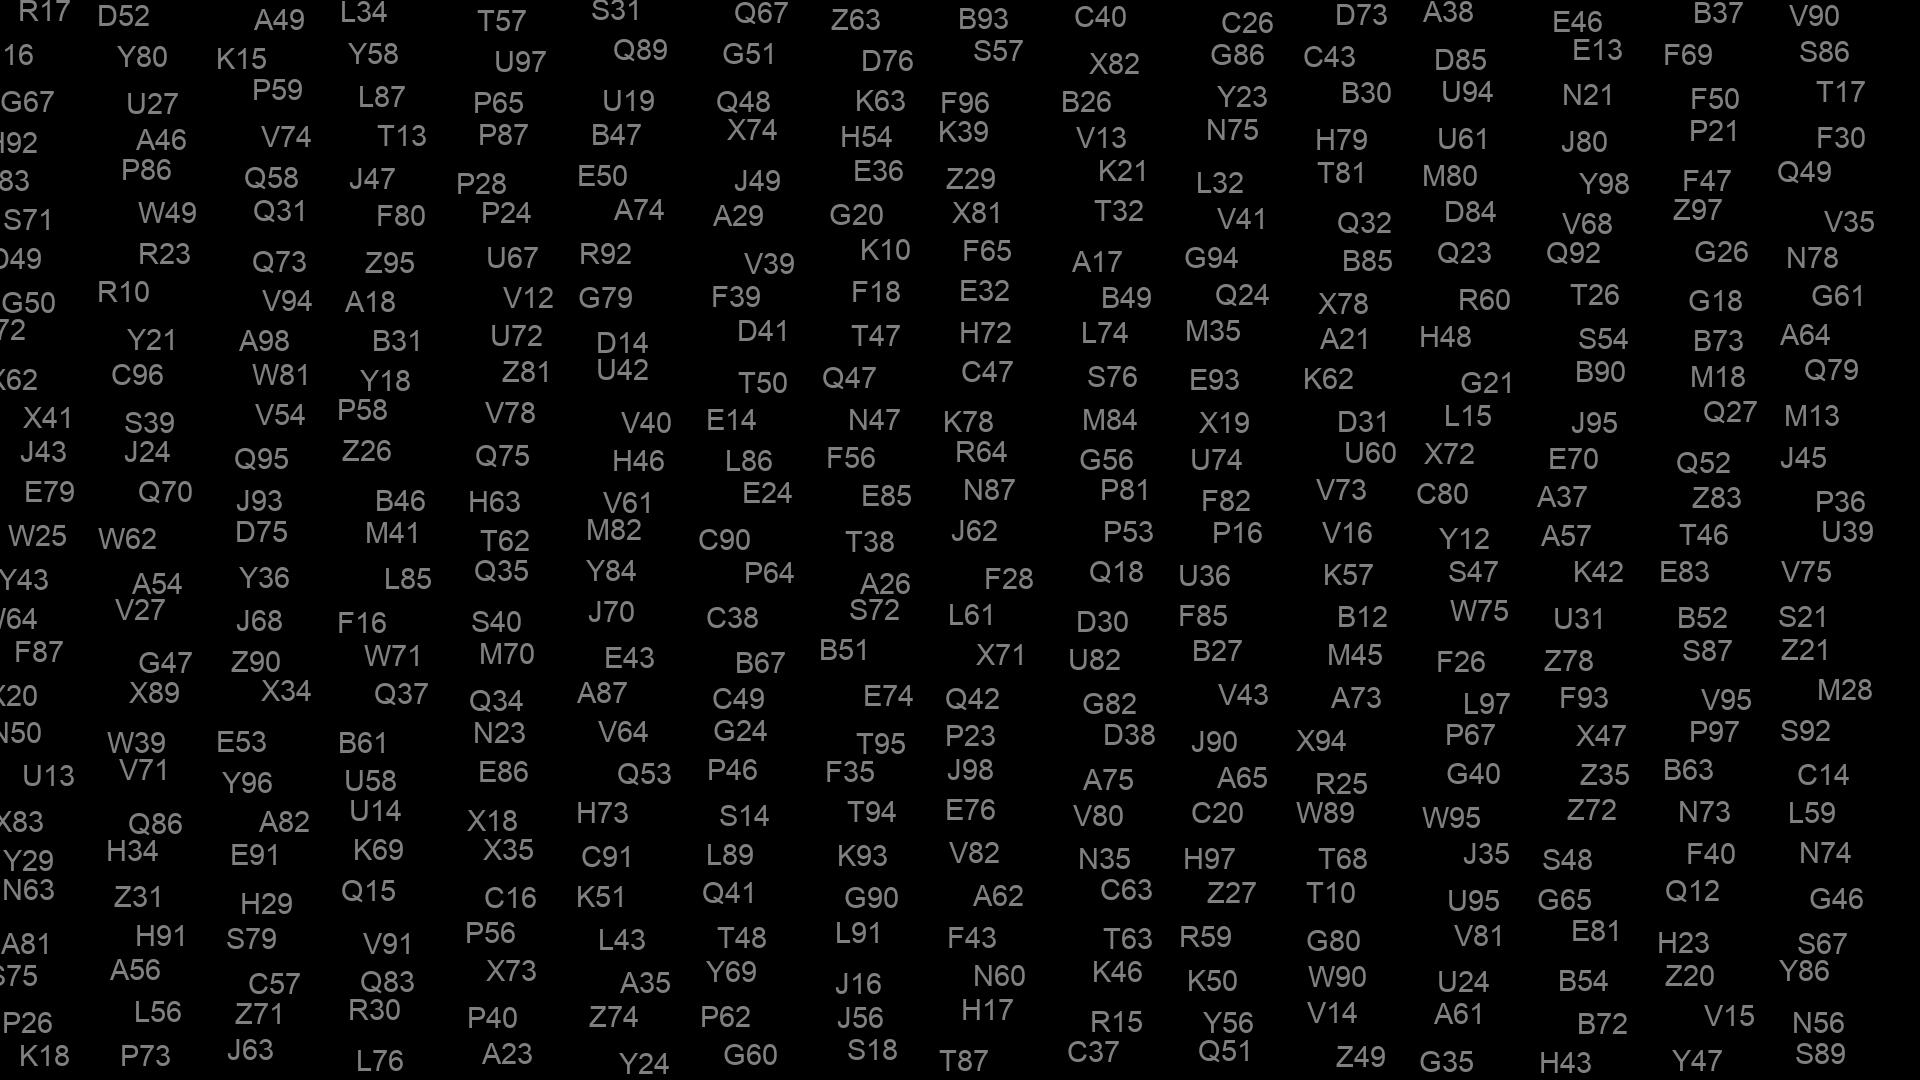 R17 D52 A49 L34 T57 S31 Q67 Z63 B93 C40 C26 D73 A38 E46 B37 V90
16 Y80 K15 Y58 U97 Q89 G51 D76 S57 X82 G86 C43 D85 E13 F69 S86
G67 U27 P59 L87 P65 U19 Q48 K63 F96 B26 Y23 B30 U94 N21 F50 T17
H92 A46 V74 T13 P87 B47 X74 H54 K39 V13 N75 H79 U61 J80 P21 F30
83 P86 Q58 J47 P28 E50 J49 E36 Z29 K21 L32 T81 M80 Y98 F47 Q49
S71 W49 Q31 F80 P24 A74 A29 G20 X81 T32 V41 Q32 D84 V68 Z97 V35
D49 R23 Q73 Z95 U67 R92 V39 K10 F65 A17 G94 B85 Q23 Q92 G26 N78
G50 R10 V94 A18 V12 G79 F39 F18 E32 B49 Q24 X78 R60 T26 G18 G61
72 Y21 A98 B31 U72 D14 D41 T47 H72 L74 M35 A21 H48 S54 B73 A64
X62 C96 W81 Y18 Z81 U42 T50 Q47 C47 S76 E93 K62 G21 B90 M18 Q79
X41 S39 V54 P58 V78 V40 E14 N47 K78 M84 X19 D31 L15 J95 Q27 M13
J43 J24 Q95 Z26 Q75 H46 L86 F56 R64 G56 U74 U60 X72 E70 Q52 J45
E79 Q70 J93 B46 H63 V61 E24 E85 N87 P81 F82 V73 C80 A37 Z83 P36
W25 W62 D75 M41 T62 M82 C90 T38 J62 P53 P16 V16 Y12 A57 T46 U39
Y43 A54 Y36 L85 Q35 Y84 P64 A26 F28 Q18 U36 K57 S47 K42 E83 V75
W64 V27 J68 F16 S40 J70 C38 S72 L61 D30 F85 B12 W75 U31 B52 S21
F87 G47 Z90 W71 M70 E43 B67 B51 X71 U82 B27 M45 F26 Z78 S87 Z21
X20 X89 X34 Q37 Q34 A87 C49 E74 Q42 G82 V43 A73 L97 F93 V95 M28
N50 W39 E53 B61 N23 V64 G24 T95 P23 D38 J90 X94 P67 X47 P97 S92
U13 V71 Y96 U58 E86 Q53 P46 F35 J98 A75 A65 R25 G40 Z35 B63 C14
X83 Q86 A82 U14 X18 H73 S14 T94 E76 V80 C20 W89 W95 Z72 N73 L59
Y29 H34 E91 K69 X35 C91 L89 K93 V82 N35 H97 T68 J35 S48 F40 N74
N63 Z31 H29 Q15 C16 K51 Q41 G90 A62 C63 Z27 T10 U95 G65 Q12 G46
A81 H91 S79 V91 P56 L43 T48 L91 F43 T63 R59 G80 V81 E81 H23 S67
S75 A56 C57 Q83 X73 A35 Y69 J16 N60 K46 K50 W90 U24 B54 Z20 Y86
P26 L56 Z71 R30 P40 Z74 P62 J56 H17 R15 Y56 V14 A61 B72 V15 N56
K18 P73 J63 L76 A23 Y24 G60 S18 T87 C37 Q51 Z49 G35 H43 Y47 S89